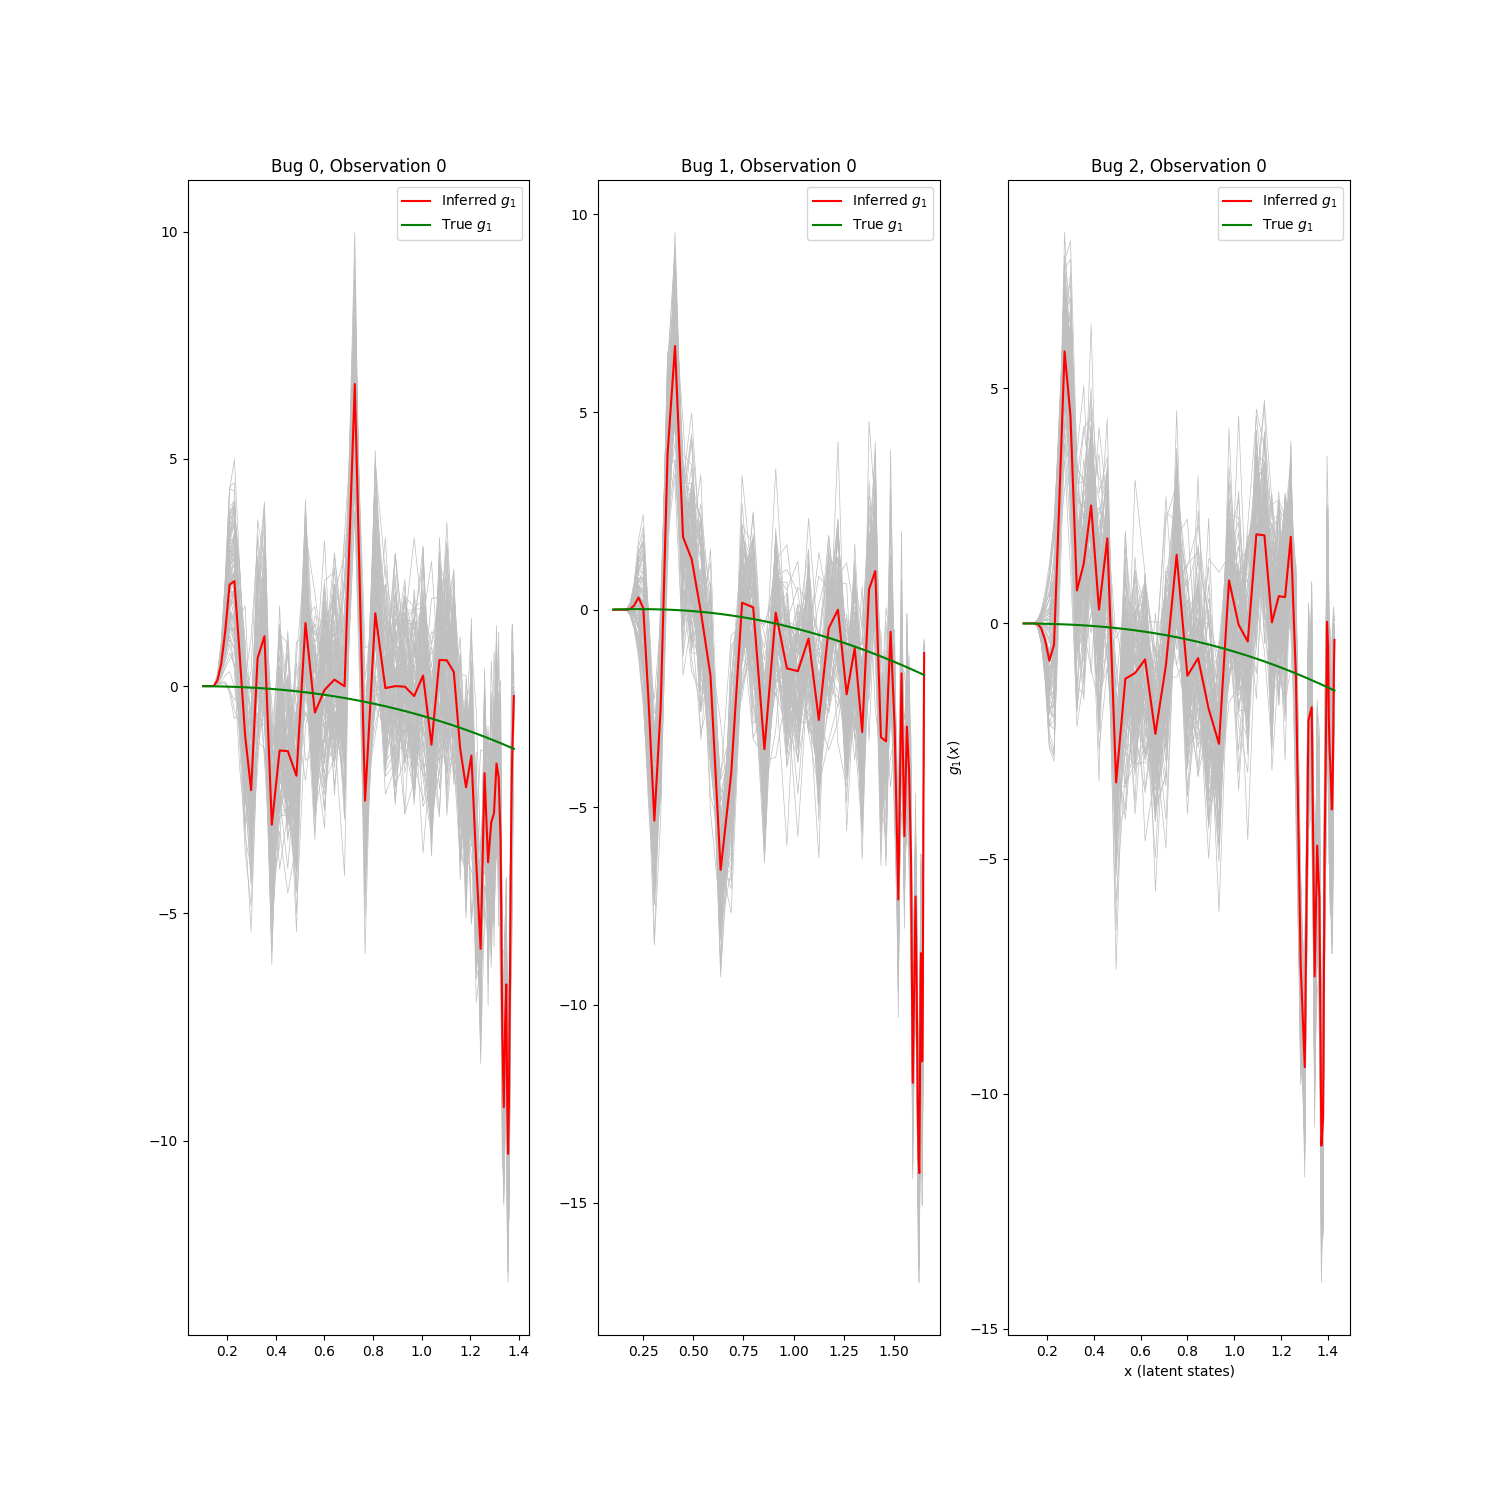 Bug 0, Observation 0
Inferred g₁
True g₁
10
5
0
−5
−10
0.2 0.4 0.6 0.8 1.0 1.2 1.4
Bug 1, Observation 0
Inferred g₁
True g₁
10
5
0
−5
−10
−15
0.25 0.50 0.75 1.00 1.25 1.50
Bug 2, Observation 0
Inferred g₁
True g₁
g₁(x)
5
0
−5
−10
−15
0.2 0.4 0.6 0.8 1.0 1.2 1.4
x (latent states)